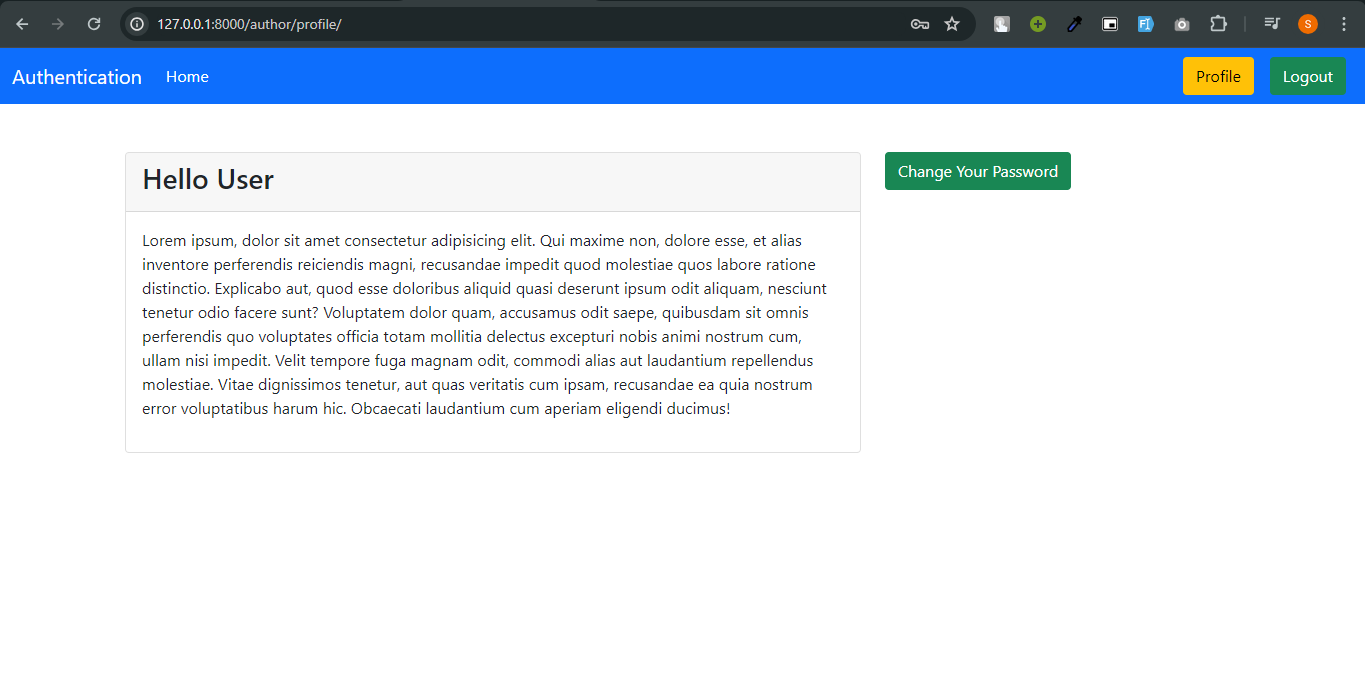 127.0.0.1:8000/author/profile/
S
Authentication Home Profile Logout
Hello User
Change Your Password
Lorem ipsum, dolor sit amet consectetur adipisicing elit. Qui maxime non, dolore esse, et alias
inventore perferendis reiciendis magni, recusandae impedit quod molestiae quos labore ratione
distinctio. Explicabo aut, quod esse doloribus aliquid quasi deserunt ipsum odit aliquam, nesciunt
tenetur odio facere sunt? Voluptatem dolor quam, accusamus odit saepe, quibusdam sit omnis
perferendis quo voluptates officia totam mollitia delectus excepturi nobis animi nostrum cum,
ullam nisi impedit. Velit tempore fuga magnam odit, commodi alias aut laudantium repellendus
molestiae. Vitae dignissimos tenetur, aut quas veritatis cum ipsam, recusandae ea quia nostrum
error voluptatibus harum hic. Obcaecati laudantium cum aperiam eligendi ducimus!